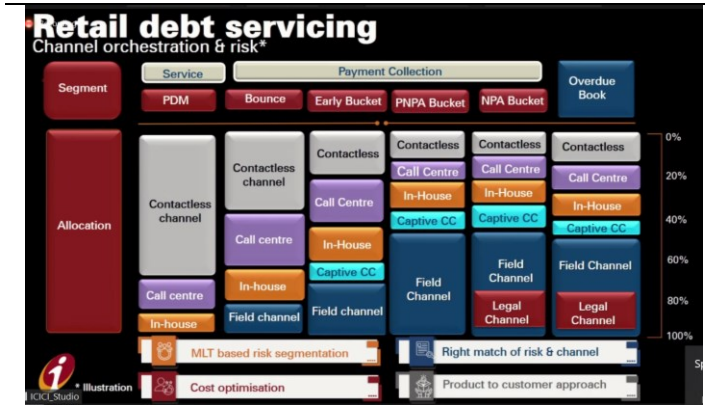 Retail debt servicing
Channel orchestration & risk*
Segment
Service
Payment Collection
Overdue
Book
PDM
Bounce
Early Bucket
PNPA Bucket
NPA Bucket
Allocation
Contactless
channel
Call centre
In-house
Contactless
channel
Call centre
In-house
Field channel
Contactless
Call Centre
In-House
Captive CC
Field channel
Contactless
Call Centre
In-House
Captive CC
Field
Channel
Contactless
Call Centre
In-House
Captive CC
Field
Channel
Legal
Channel
Contactless
Call Centre
In-House
Captive CC
Field Channel
Legal
Channel
0%
20%
40%
60%
80%
100%
MLT based risk segmentation
Right match of risk & channel
Cost optimisation
Product to customer approach
* Illustration
ICICI_Studio
Sp